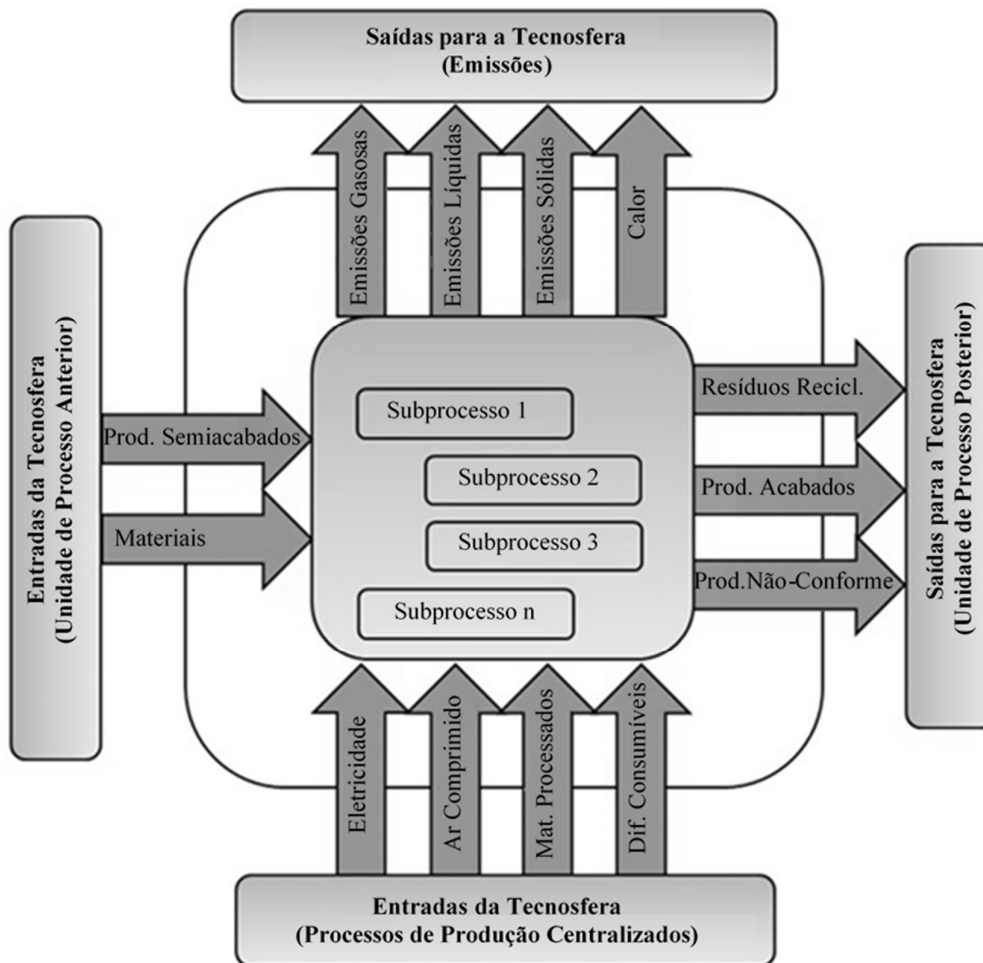 Saídas para a Tecnosfera
(Emissões)
Emissões Gasosas
Emissões Líquidas
Emissões Sólidas
Calor
Entradas da Tecnosfera
(Unidade de Processo Anterior)
Prod. Semiacabados
Materiais
Subprocesso 1
Subprocesso 2
Subprocesso 3
Subprocesso n
Resíduos Recicl.
Prod. Acabados
Prod.Não-Conforme
Saídas para a Tecnosfera
(Unidade de Processo Posterior)
Eletricidade
Ar Comprimido
Mat. Processados
Dif. Consumíveis
Entradas da Tecnosfera
(Processos de Produção Centralizados)